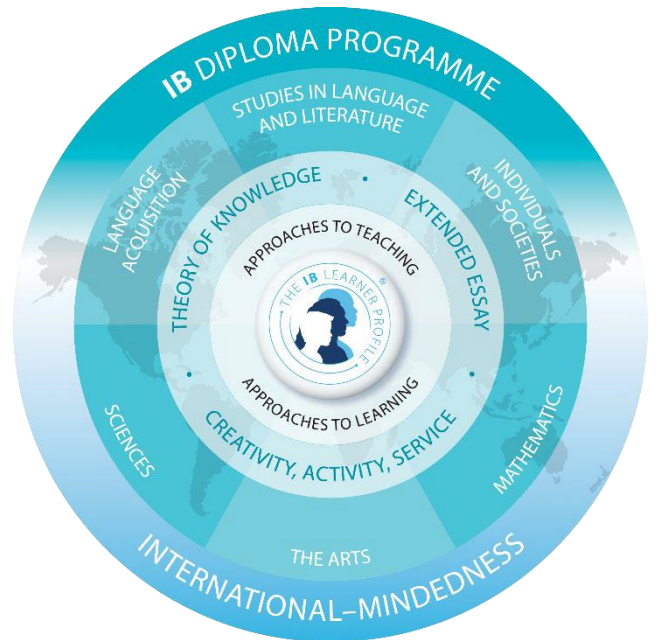 IB DIPLOMA PROGRAMME
STUDIES IN LANGUAGE
AND LITERATURE
LANGUAGE
ACQUISITION
INDIVIDUALS
AND SOCIETIES
THEORY OF KNOWLEDGE
EXTENDED ESSAY
APPROACHES TO TEACHING
THE IB LEARNER PROFILE
®
APPROACHES TO LEARNING
CREATIVITY, ACTIVITY, SERVICE
SCIENCES
MATHEMATICS
THE ARTS
INTERNATIONAL–MINDEDNESS